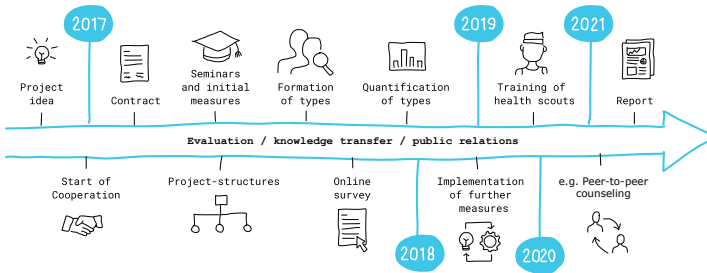 2017
2019
2021
Project
idea
Contract
Seminars
and initial
measures
Formation
of types
Quantification
of types
Training of
health scouts
Report
Evaluation / knowledge transfer / public relations
Start of
Cooperation
Project-structures
Online
survey
Implementation
of further
measures
e.g. Peer-to-peer
counseling
2018
2020